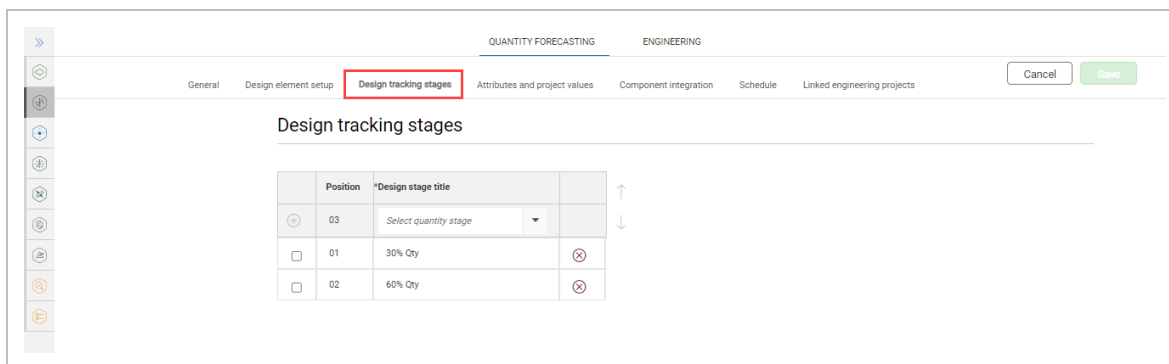 QUANTITY FORECASTING ENGINEERING
General Design element setup Design tracking stages Attributes and project values Component integration Schedule Linked engineering projects Cancel Save
Design tracking stages
Position *Design stage title
03 Select quantity stage
01 30% Qty
02 60% Qty